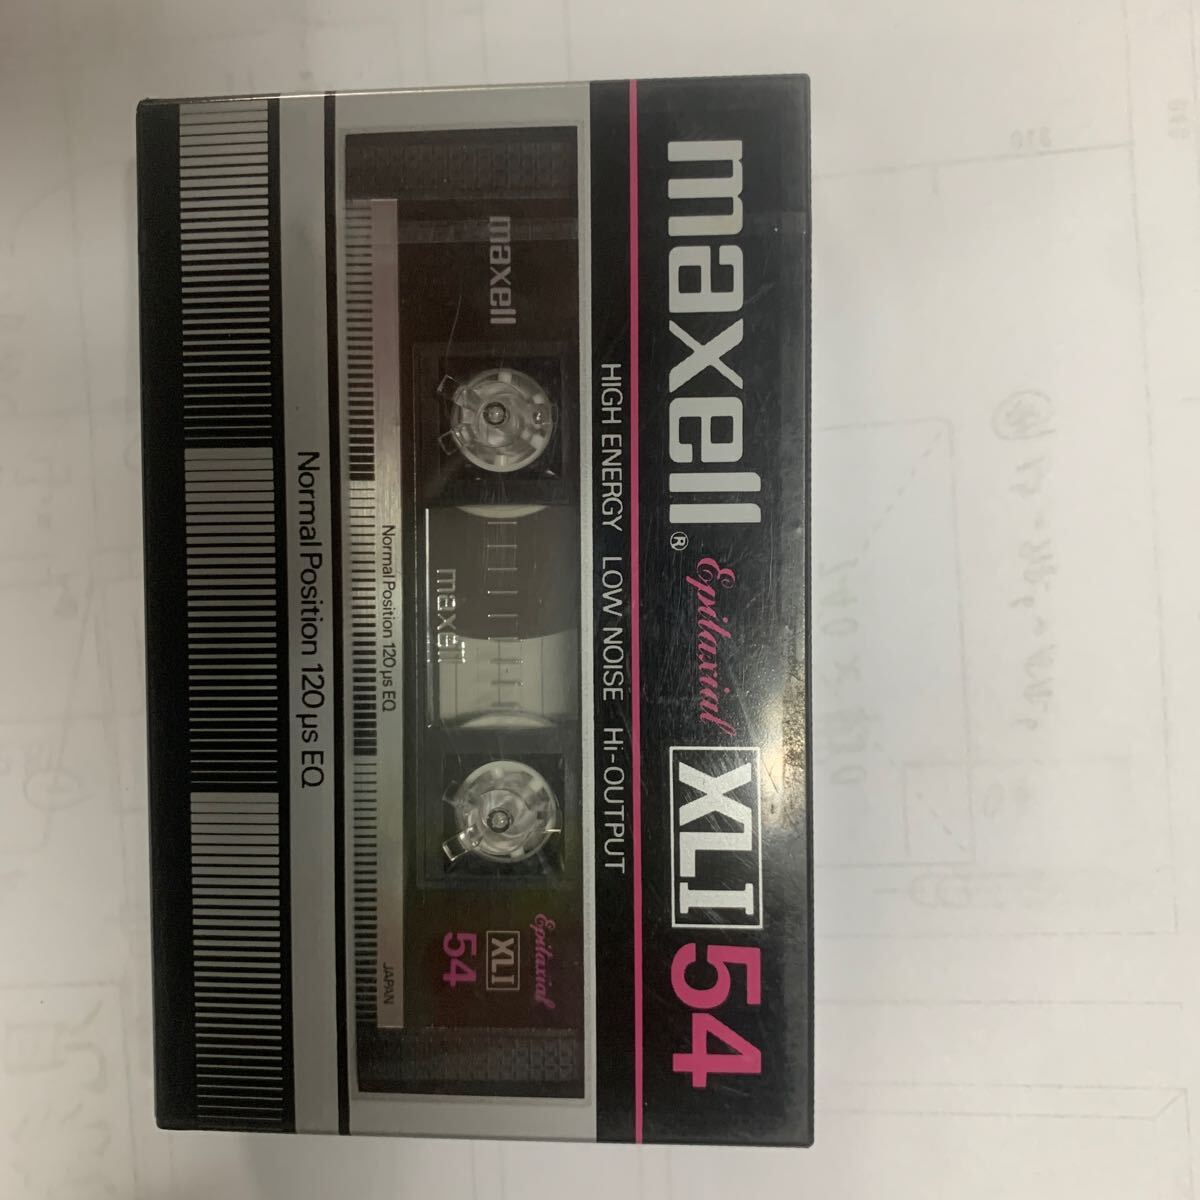 maxell® Epitaxial XLI 54
HIGH ENERGY LOW NOISE Hi-OUTPUT
maxell
Epitaxial
XLI
54
maxell
Normal Position 120 μs EQ
JAPAN
Normal Position 120 μs EQ